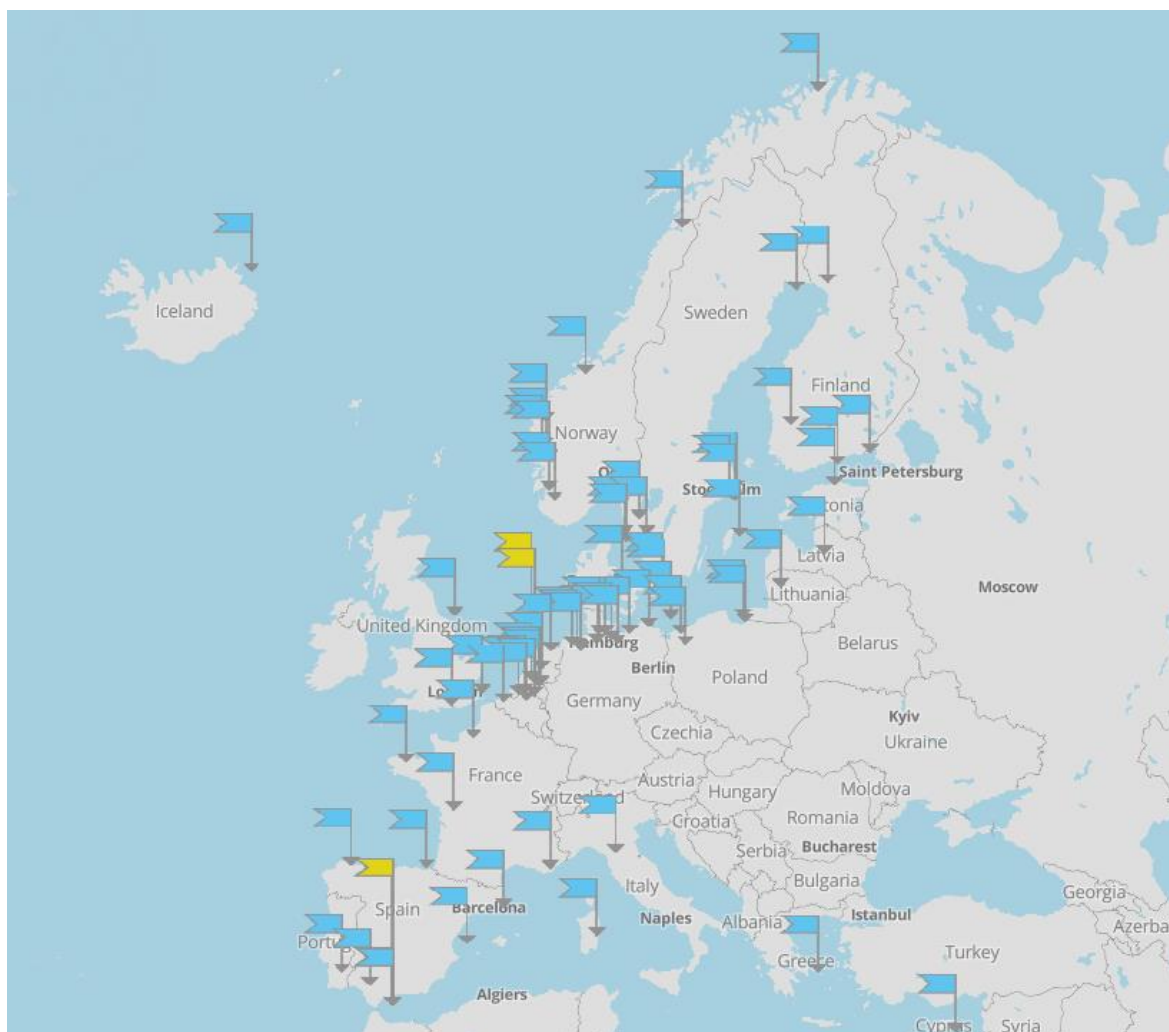 Iceland
Sweden
Finland
Norway
Saint Petersburg
Latvia
Moscow
Lithuania
United Kingdom
Belarus
Berlin
Poland
Germany
Kyiv
Ukraine
Czechia
France
Austria
Hungary
Moldova
Romania
Croatia
Bucharest
Serbia
Bulgaria
Italy
Georgia
Spain
Barcelona
Naples
Albania
Istanbul
Turkey
Greece
Algiers
Syria